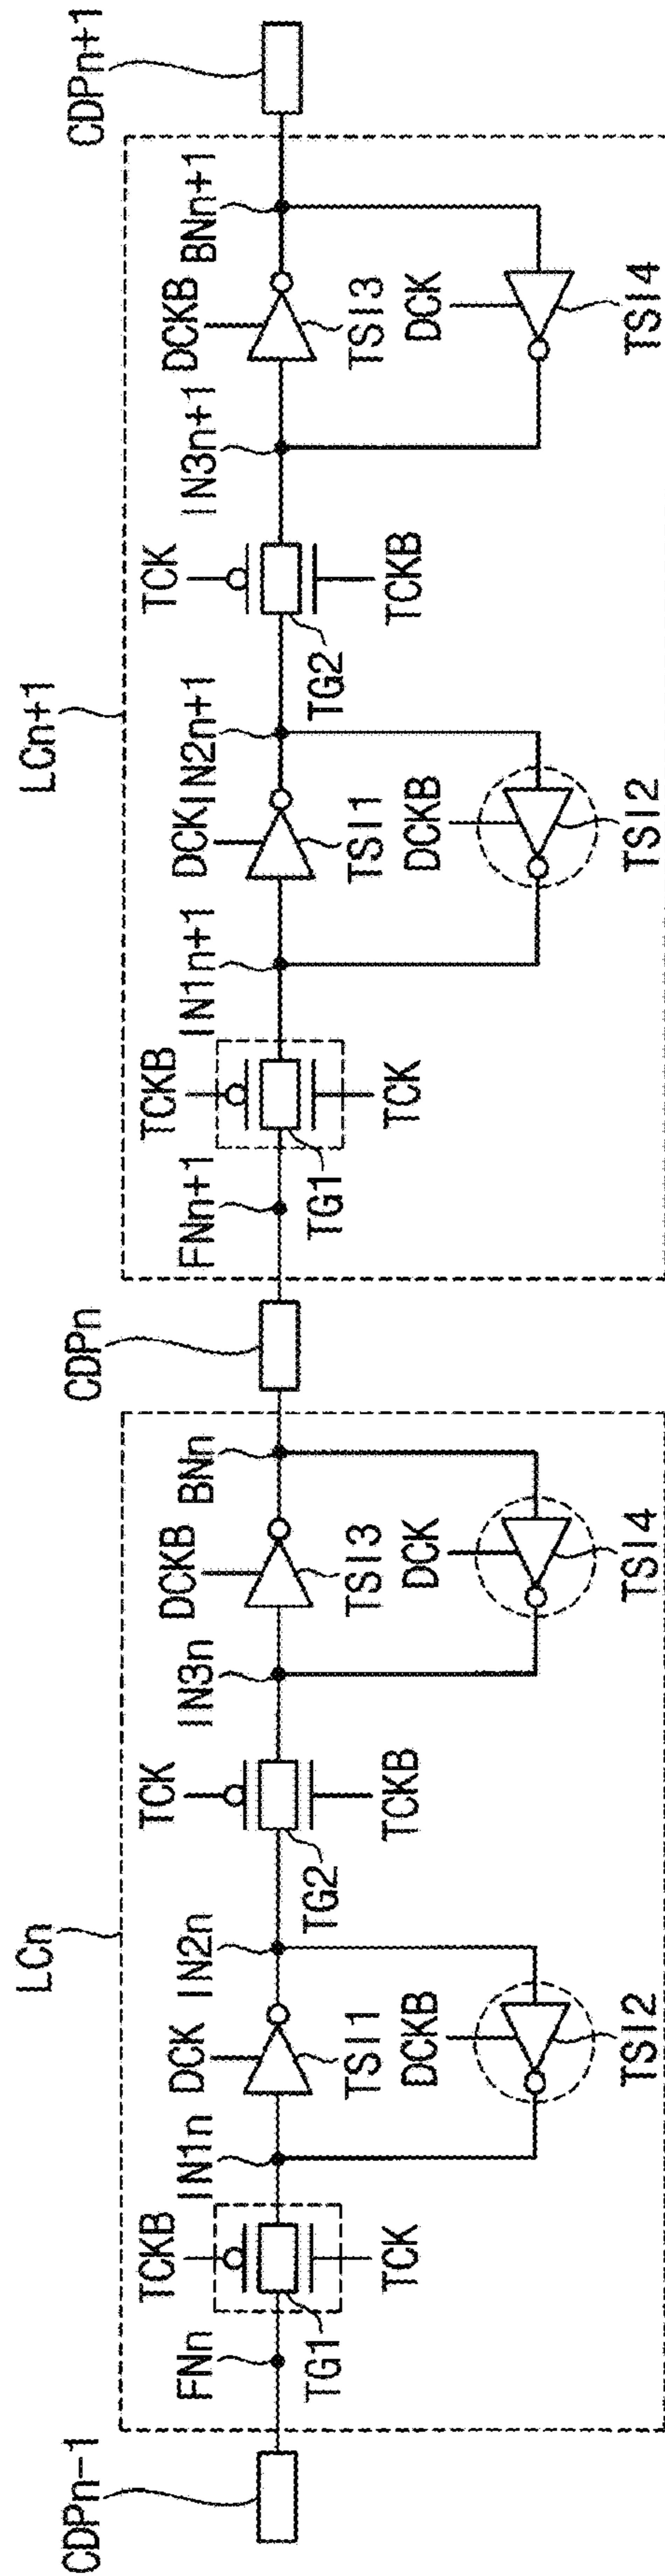 CDPn-1
LCn
FNn
TCKB
TG1
TCK
IN1n
DCK
TSI1
IN2n
DCKB
TSI2
TCK
TG2
TCKB
IN3n
DCKB
TSI3
BNn
DCK
TSI4
CDPn
LCn+1
FNn+1
TCKB
TG1
TCK
IN1n+1
DCK
TSI1
IN2n+1
DCKB
TSI2
TCK
TG2
TCKB
IN3n+1
DCKB
TSI3
BNn+1
DCK
TSI4
CDPn+1